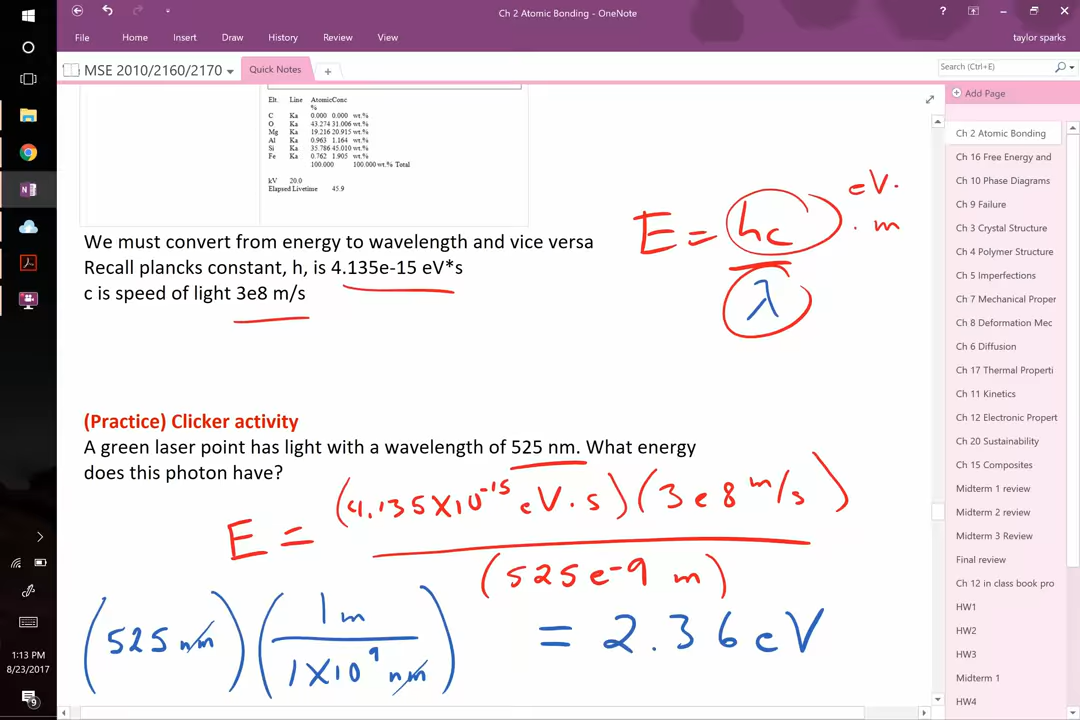 Ch 2 Atomic Bonding - OneNote
?
File Home Insert Draw History Review View
taylor sparks
MSE 2010/2160/2170
Quick Notes
+
Search (Ctrl+E)
Add Page
Ch 2 Atomic Bonding
Ch 16 Free Energy and
Ch 10 Phase Diagrams
Ch 9 Failure
Ch 3 Crystal Structure
Ch 4 Polymer Structure
Ch 5 Imperfections
Ch 7 Mechanical Proper
Ch 8 Deformation Mec
Ch 6 Diffusion
Ch 17 Thermal Properti
Ch 11 Kinetics
Ch 12 Electronic Propert
Ch 20 Sustainability
Ch 15 Composites
Midterm 1 review
Midterm 2 review
Midterm 3 Review
Final review
Ch 12 in class book pro
HW1
HW2
HW3
Midterm 1
HW4
Elt. Line AtomicConc
%
C Ka 0.000 0.000 wt.%
O Ka 43.274 31.006 wt.%
Mg Ka 19.216 20.915 wt.%
Al Ka 0.963 1.164 wt.%
Si Ka 35.786 45.010 wt.%
Fe Ka 0.762 1.905 wt.%
100.000 100.000 wt.% Total
kV 20.0
Elapsed Livetime 45.9
We must convert from energy to wavelength and vice versa
Recall plancks constant, h, is 4.135e-15 eV*s
c is speed of light 3e8 m/s
E = hc
λ
eV.
. m
(Practice) Clicker activity
A green laser point has light with a wavelength of 525 nm. What energy
does this photon have?
E = (4.135X10⁻¹⁵ eV·s)(3e8 m/s)
(525e-9 m)
(525 nm)(1m
1X10⁹ nm)
= 2.36eV
1:13 PM
8/23/2017
9